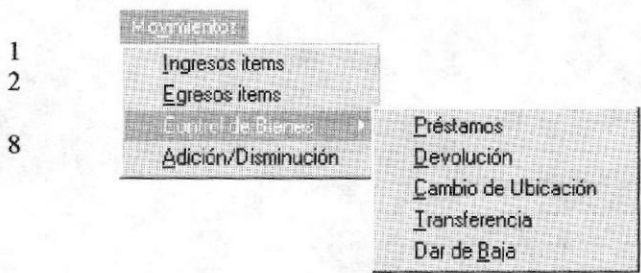 Movimientos
1
Ingresos items
2
Egresos items
Control de Bienes
Préstamos
8
Adición/Disminución
Devolución
Cambio de Ubicación
Transferencia
Dar de Baja